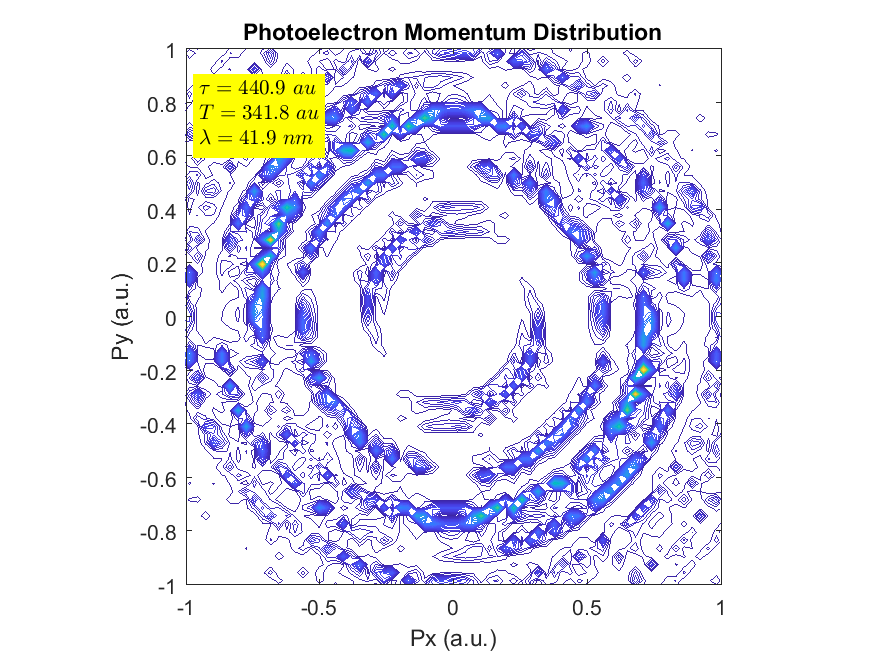 Photoelectron Momentum Distribution
τ = 440.9 au
T = 341.8 au
λ = 41.9 nm
1
0.8
0.6
0.4
0.2
0
-0.2
-0.4
-0.6
-0.8
-1
Py (a.u.)
-1 -0.5 0 0.5 1
Px (a.u.)